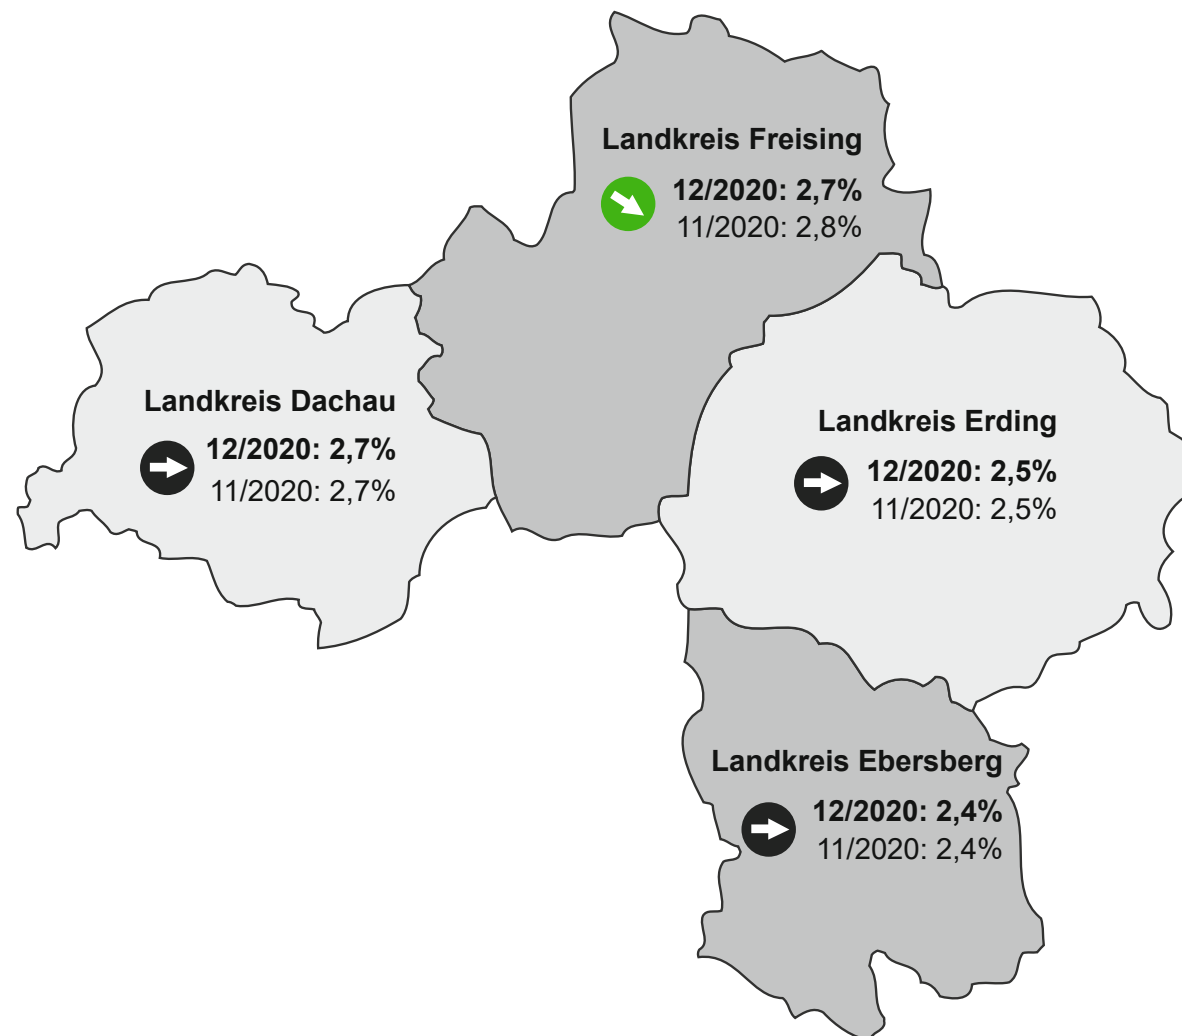 Landkreis Freising
12/2020: 2,7%
11/2020: 2,8%
Landkreis Dachau
12/2020: 2,7%
11/2020: 2,7%
Landkreis Erding
12/2020: 2,5%
11/2020: 2,5%
Landkreis Ebersberg
12/2020: 2,4%
11/2020: 2,4%